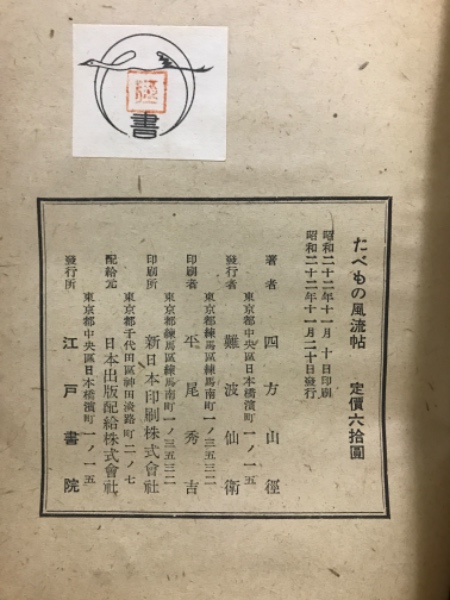 書
たべもの風流帖 定價六拾圓
昭和二十二年十一月 十日印刷
昭和二十二年十一月二十日發行
著者 四方山徑
東京都中央區日本橋濱町一ノ一五
發行者 難波仙衛
東京都練馬區練馬南町一ノ三五三二
印刷者 平尾秀吉
東京都練馬區練馬南町一ノ三五三二
印刷所 新日本印刷株式會社
東京都千代田區神田淡路町二ノ七
配給元 日本出版配給株式會社
東京都中央區日本橋濱町一ノ一五
發行所 江戸書院